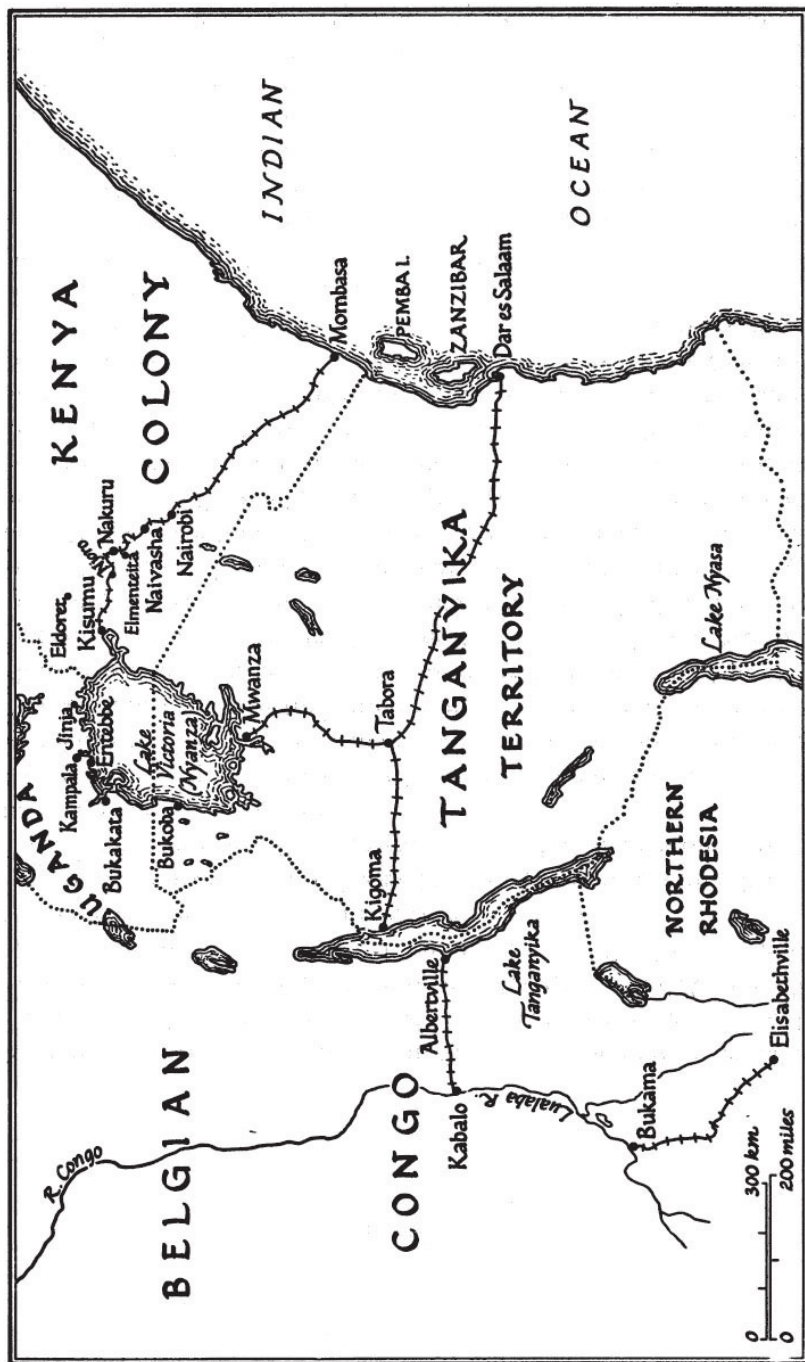 UGANDA
KENYA
COLONY
Eldoret
Kampala
Jinja
Entebbe
Kisumu
Njoro
Nakuru
Bukakata
Elmenteita
Naivasha
Nairobi
Lake
Victoria
Nyanza
Bukoba
Mwanza
R. Congo
BELGIAN
CONGO
INDIAN
OCEAN
Mombasa
PEMBA I.
ZANZIBAR
Dar es Salaam
Kigoma
Tabora
TANGANYIKA
TERRITORY
Albertville
Kabalo
Lake
Tanganyika
Lualaba R.
Bukama
NORTHERN
RHODESIA
Lake Nyasa
Elisabethville
0 300 km
0 200 miles